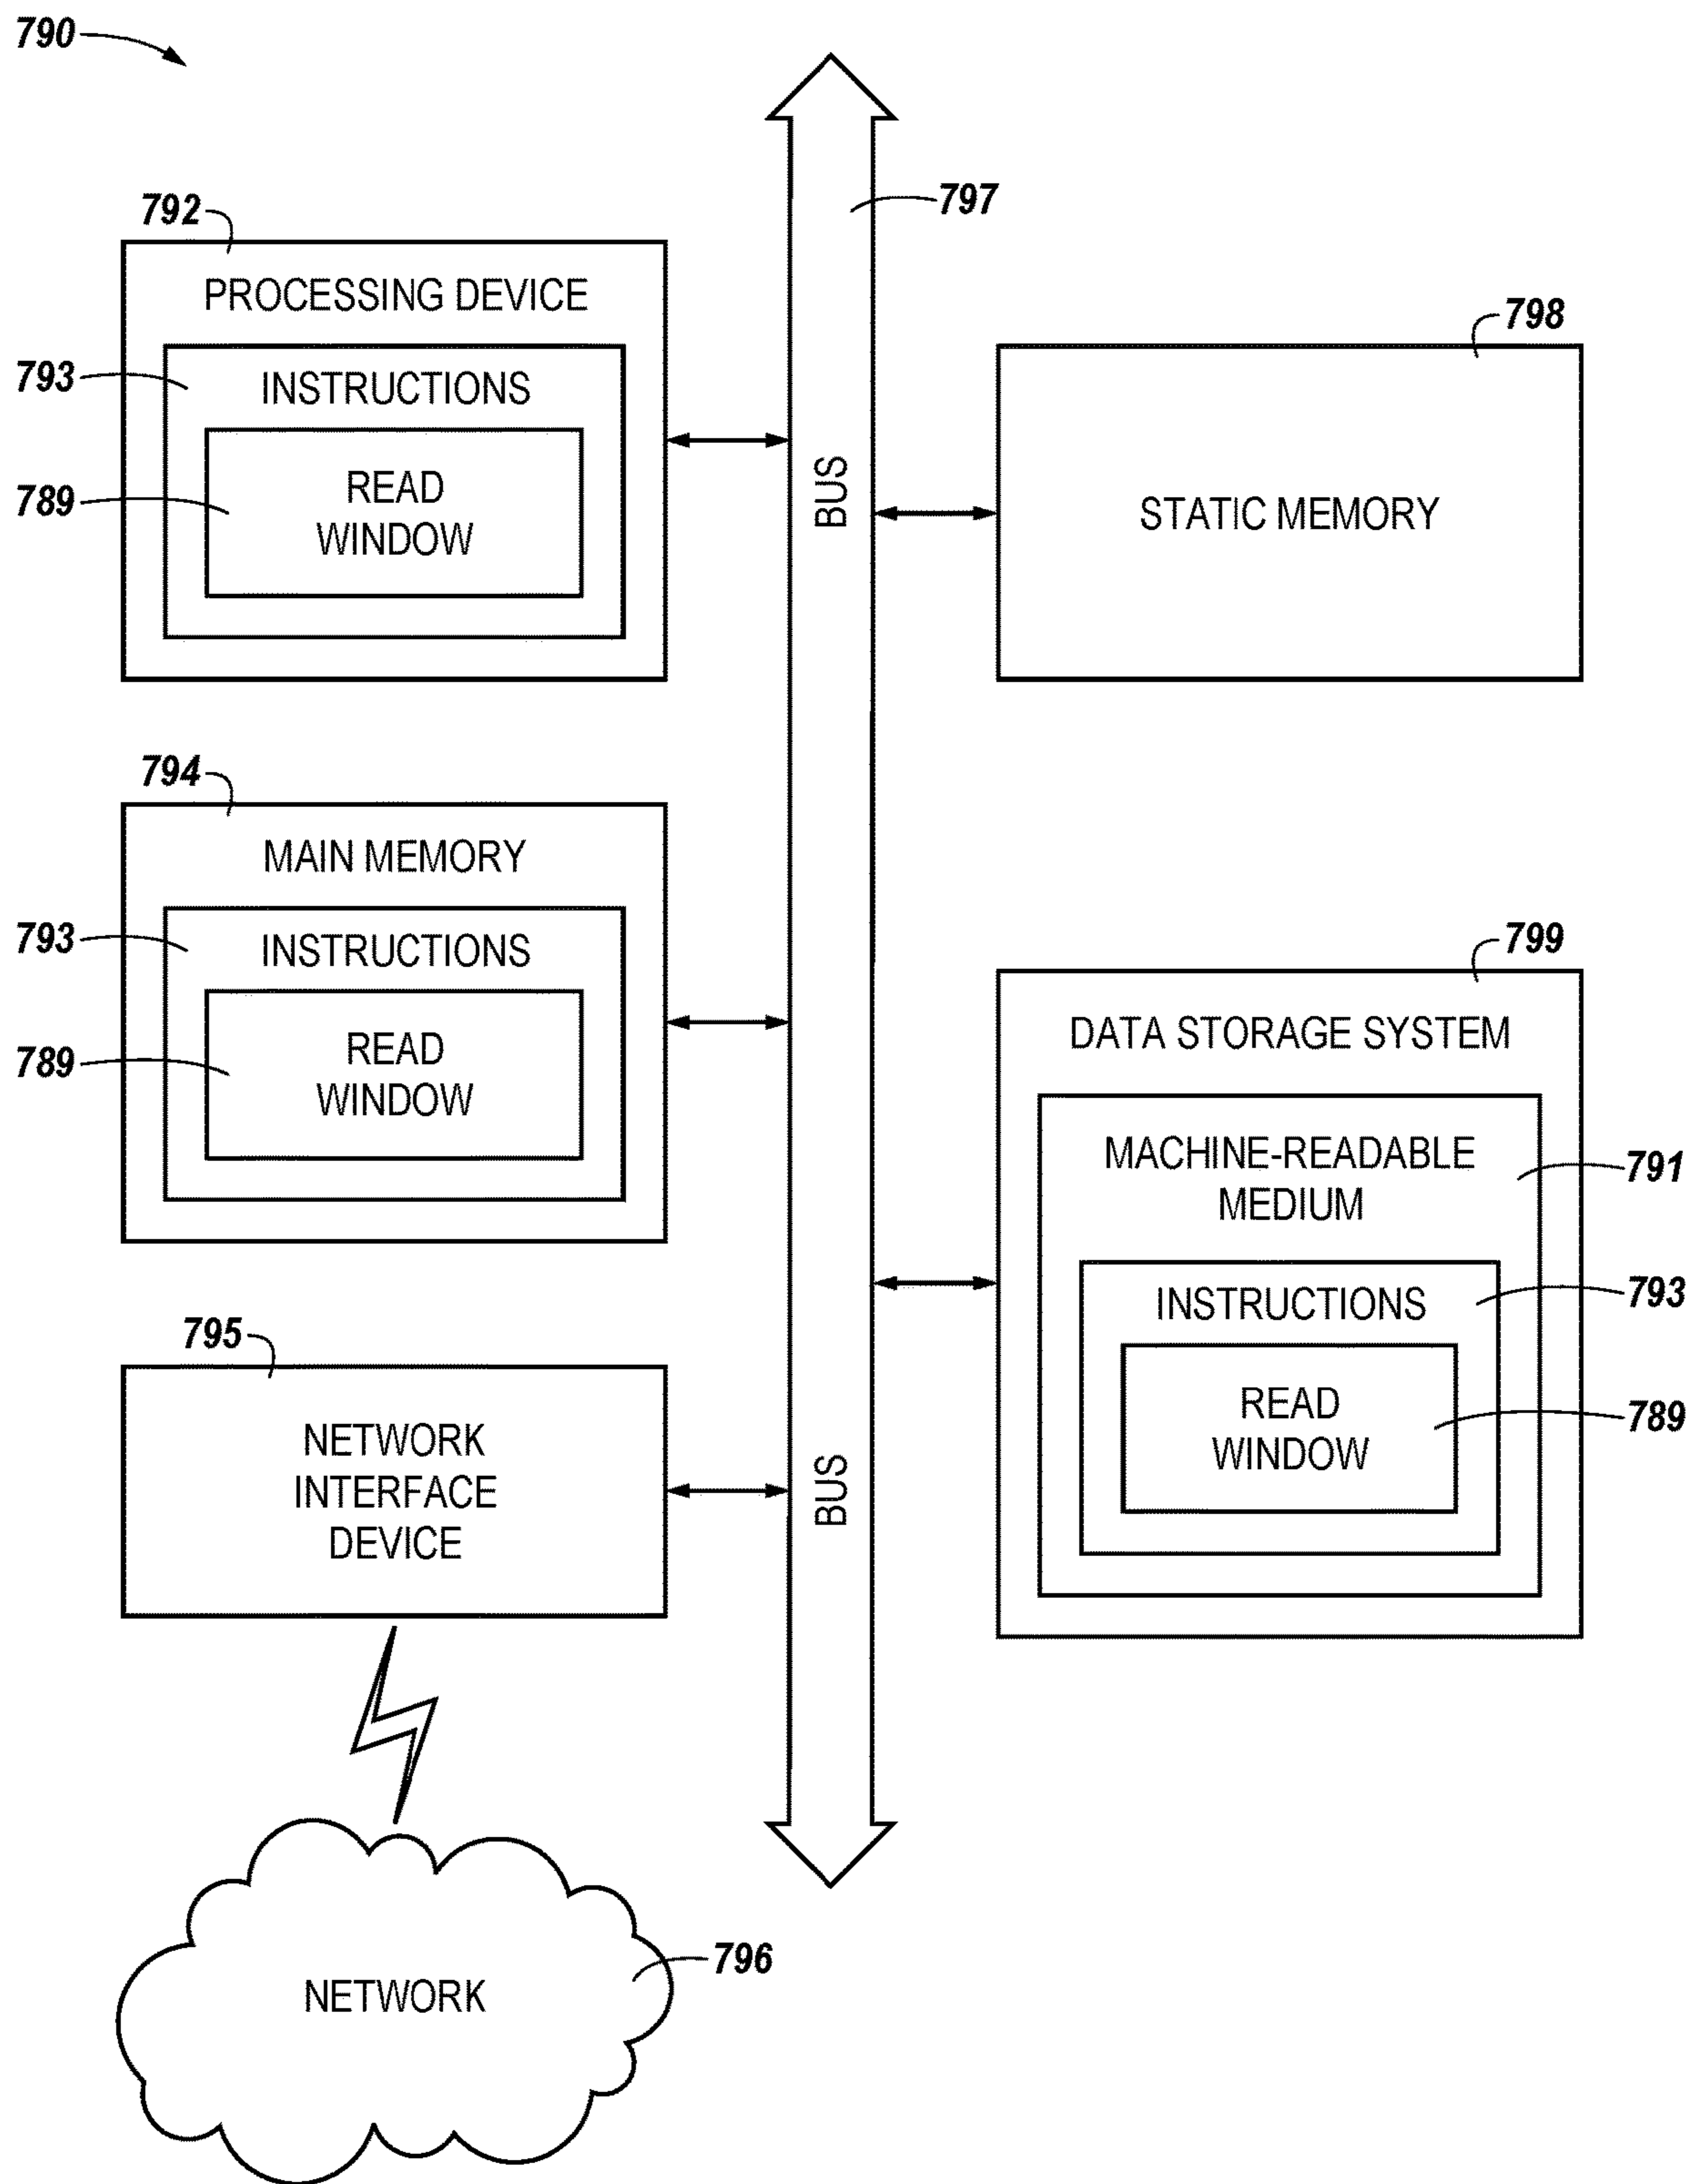 790
797
792
PROCESSING DEVICE
793
INSTRUCTIONS
789
READ
WINDOW
BUS
798
STATIC MEMORY
794
MAIN MEMORY
793
INSTRUCTIONS
789
READ
WINDOW
799
DATA STORAGE SYSTEM
MACHINE-READABLE
MEDIUM
791
INSTRUCTIONS
793
READ
WINDOW
789
795
NETWORK
INTERFACE
DEVICE
BUS
NETWORK
796